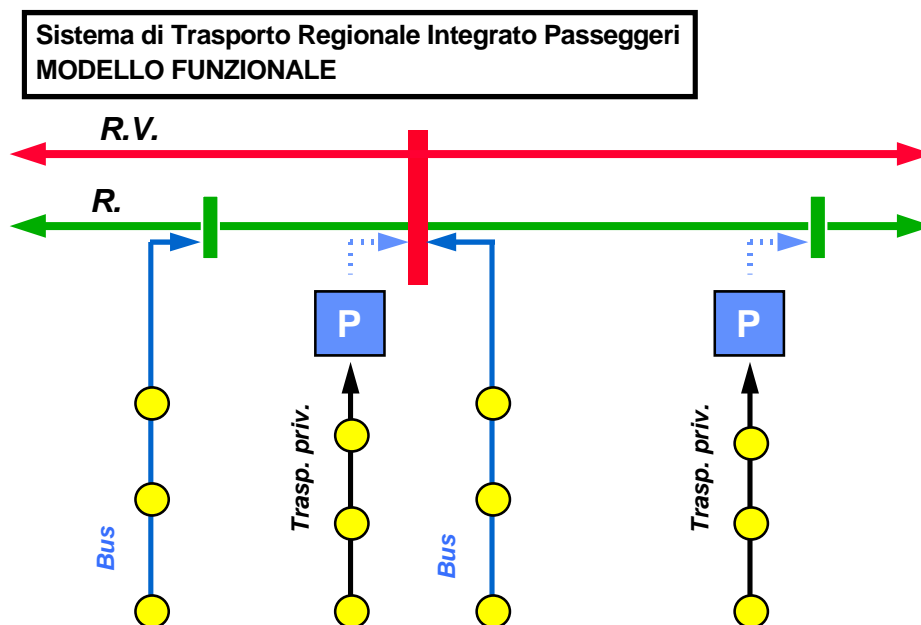 Sistema di Trasporto Regionale Integrato Passeggeri
MODELLO FUNZIONALE
R.V.
R.
P
P
Bus
Trasp. priv.
Bus
Trasp. priv.